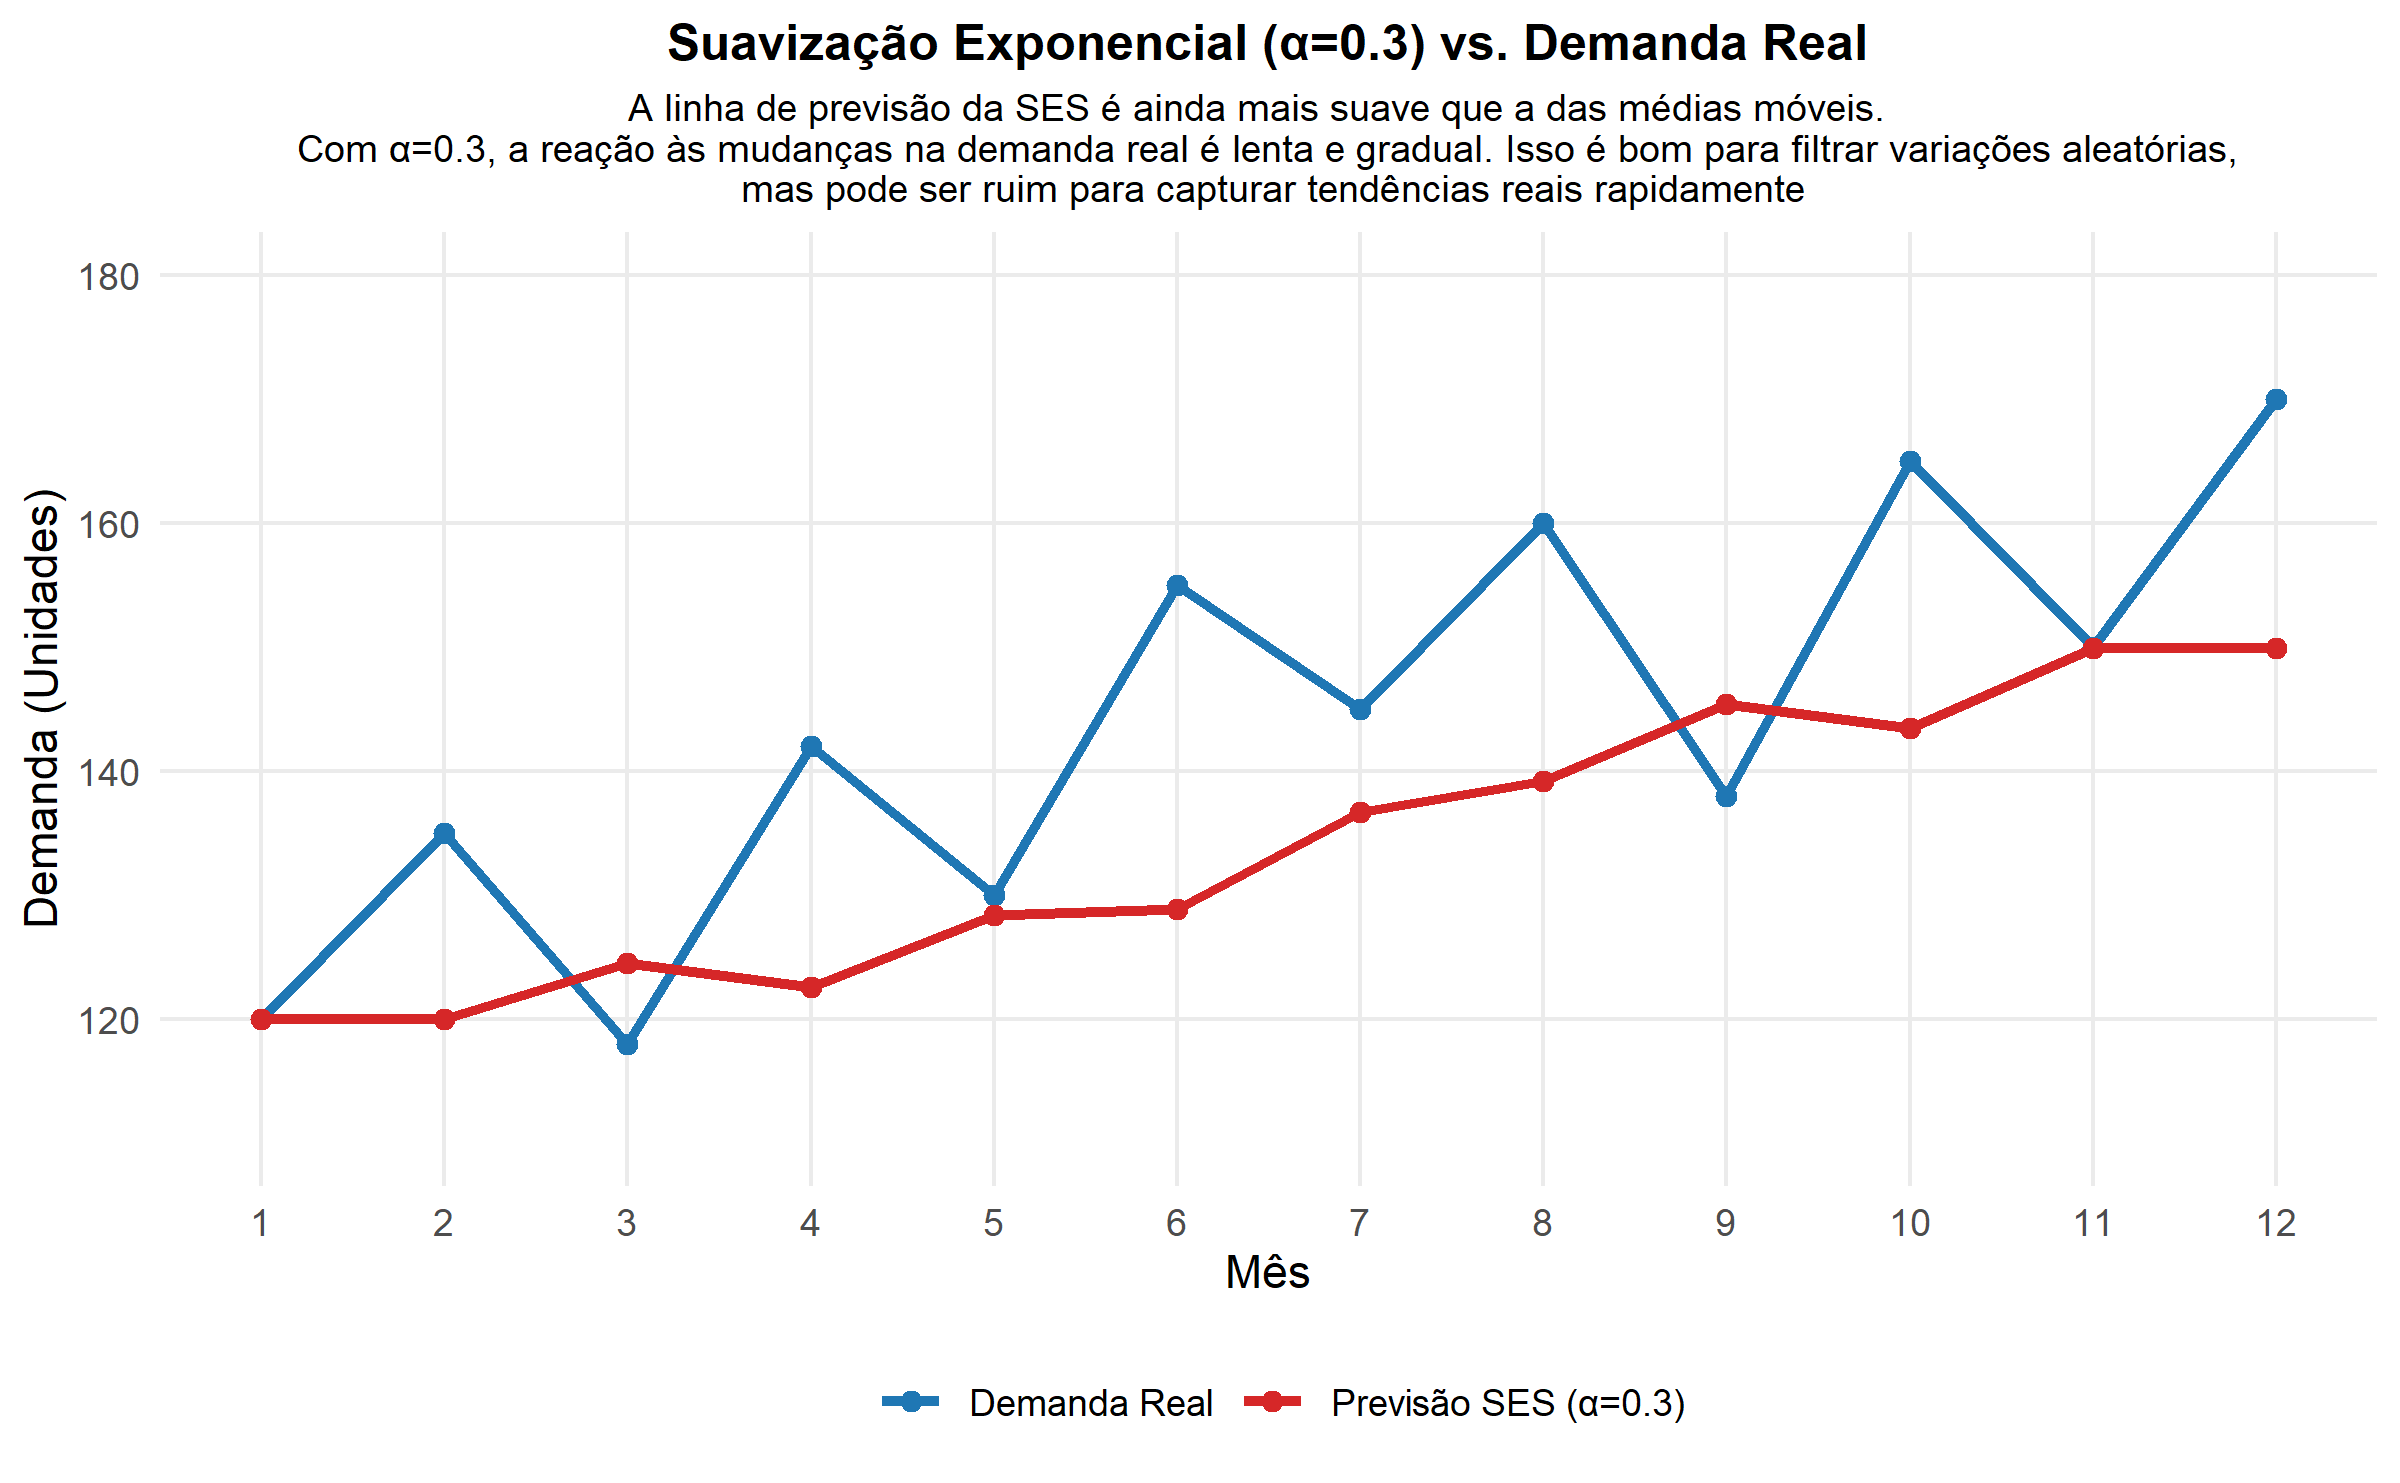 Suavização Exponencial (α=0.3) vs. Demanda Real
A linha de previsão da SES é ainda mais suave que a das médias móveis.
Com α=0.3, a reação às mudanças na demanda real é lenta e gradual. Isso é bom para filtrar variações aleatórias,
mas pode ser ruim para capturar tendências reais rapidamente
Demanda (Unidades)
180
160
140
120
1 2 3 4 5 6 7 8 9 10 11 12
Mês
Demanda Real Previsão SES (α=0.3)